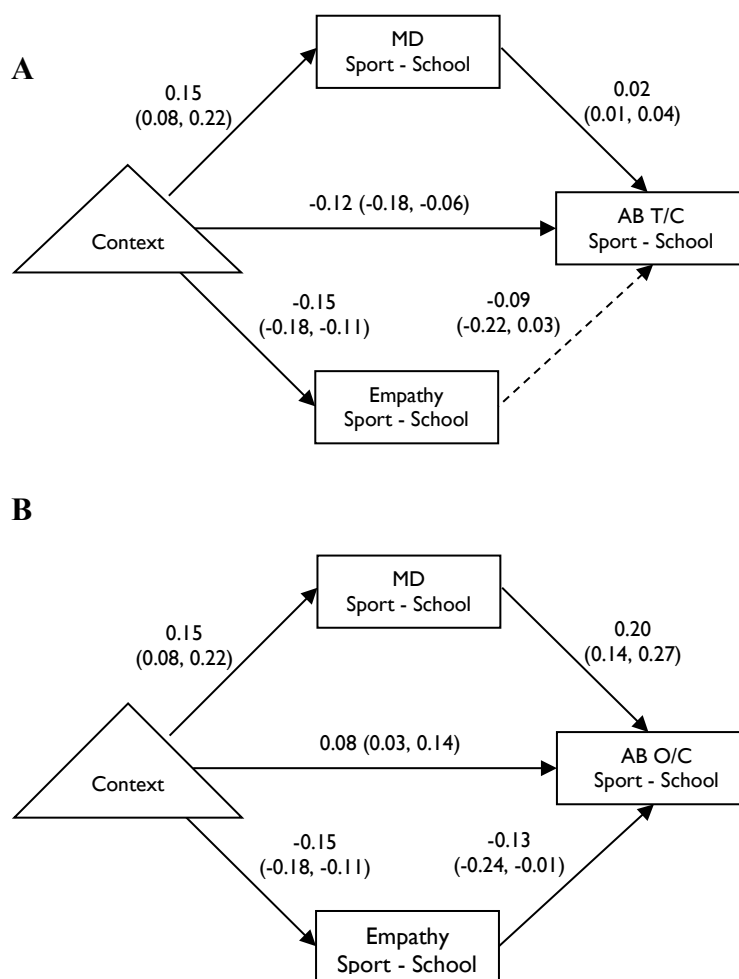 A
MD
Sport - School
0.15
(0.08, 0.22)
0.02
(0.01, 0.04)
-0.12 (-0.18, -0.06)
Context
AB T/C
Sport - School
-0.15
(-0.18, -0.11)
-0.09
(-0.22, 0.03)
Empathy
Sport - School
B
MD
Sport - School
0.15
(0.08, 0.22)
0.20
(0.14, 0.27)
0.08 (0.03, 0.14)
Context
AB O/C
Sport - School
-0.15
(-0.18, -0.11)
-0.13
(-0.24, -0.01)
Empathy
Sport - School